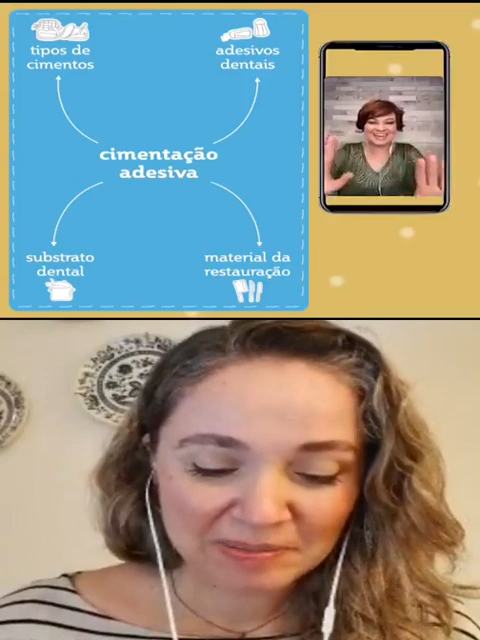 tipos de
cimentos
adesivos
dentais
cimentação
adesiva
substrato
dental
material da
restauração